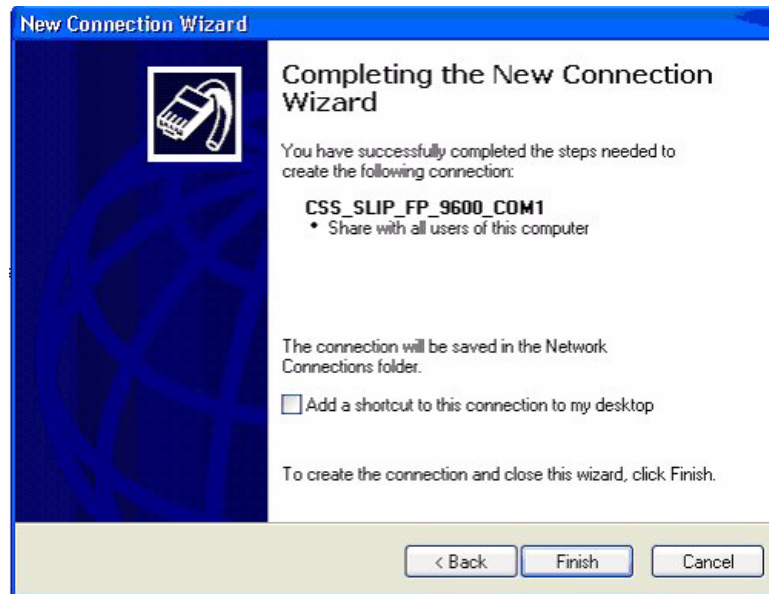 New Connection Wizard
Completing the New Connection
Wizard
You have successfully completed the steps needed to
create the following connection:
CSS_SLIP_FP_9600_COM1
• Share with all users of this computer
The connection will be saved in the Network
Connections folder.
Add a shortcut to this connection to my desktop
To create the connection and close this wizard, click Finish.
< Back
Finish
Cancel